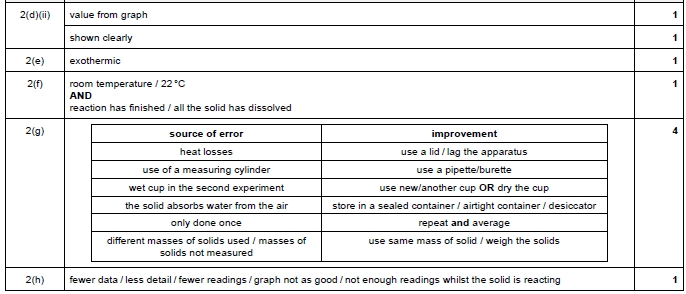 2(d)(ii) value from graph 1
shown clearly 1
2(e) exothermic 1
2(f) room temperature / 22 °C 1
AND
reaction has finished / all the solid has dissolved
2(g) 4
source of error improvement
heat losses use a lid / lag the apparatus
use of a measuring cylinder use a pipette/burette
wet cup in the second experiment use new/another cup OR dry the cup
the solid absorbs water from the air store in a sealed container / airtight container / desiccator
only done once repeat and average
different masses of solids used / masses of use same mass of solid / weigh the solids
solids not measured
2(h) fewer data / less detail / fewer readings / graph not as good / not enough readings whilst the solid is reacting 1